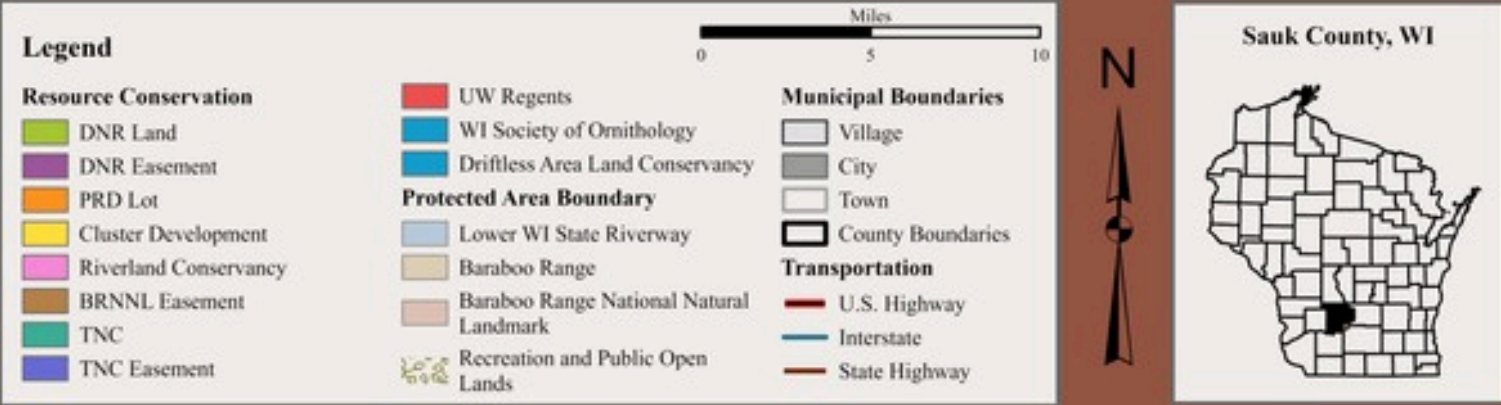 Legend
Miles
0 5 10
Resource Conservation
DNR Land
DNR Easement
PRD Lot
Cluster Development
Riverland Conservancy
BRNNL Easement
TNC
TNC Easement
UW Regents
WI Society of Ornithology
Driftless Area Land Conservancy
Protected Area Boundary
Lower WI State Riverway
Baraboo Range
Baraboo Range National Natural
Landmark
Recreation and Public Open
Lands
Municipal Boundaries
Village
City
Town
County Boundaries
Transportation
U.S. Highway
Interstate
State Highway
N
Sauk County, WI